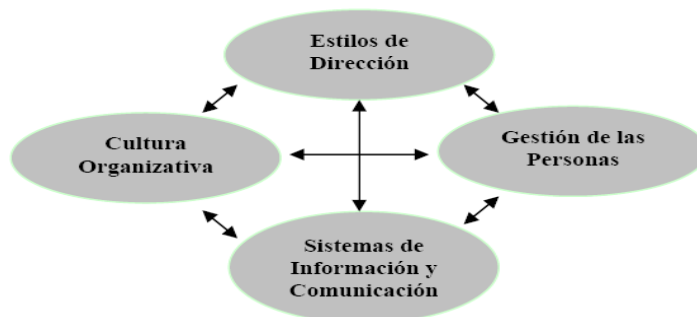 Estilos de
Dirección
Cultura
Organizativa
Gestión de las
Personas
Sistemas de
Información y
Comunicación